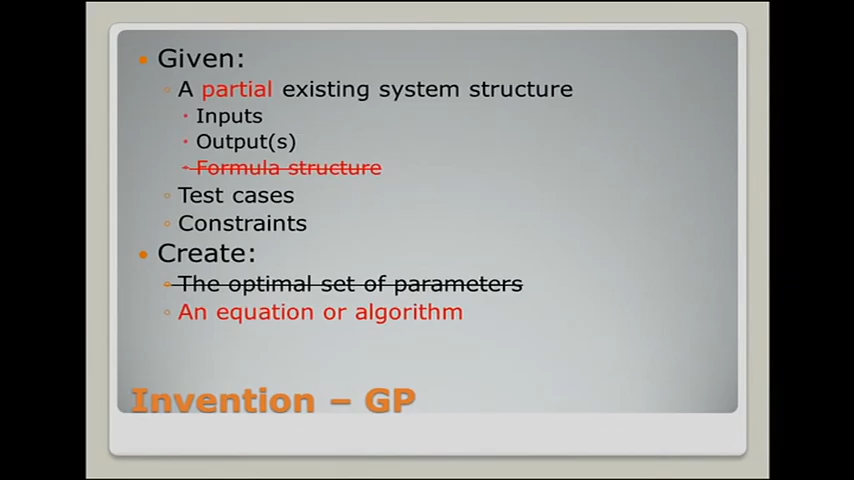 Given:
A partial existing system structure
Inputs
Output(s)
Formula structure
Test cases
Constraints
Create:
The optimal set of parameters
An equation or algorithm
Invention – GP